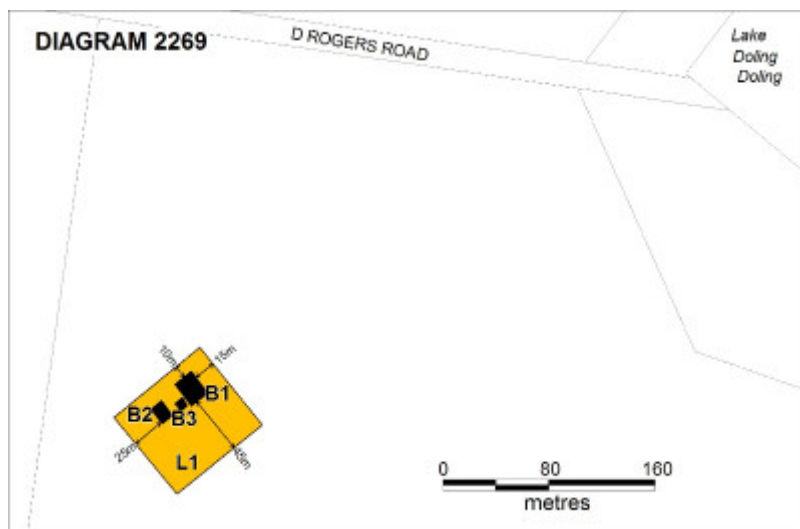 DIAGRAM 2269
D ROGERS ROAD
Lake
Doling
Doling
10m
15m
B1
B2
B3
25m
45m
L1
0 80 160
metres